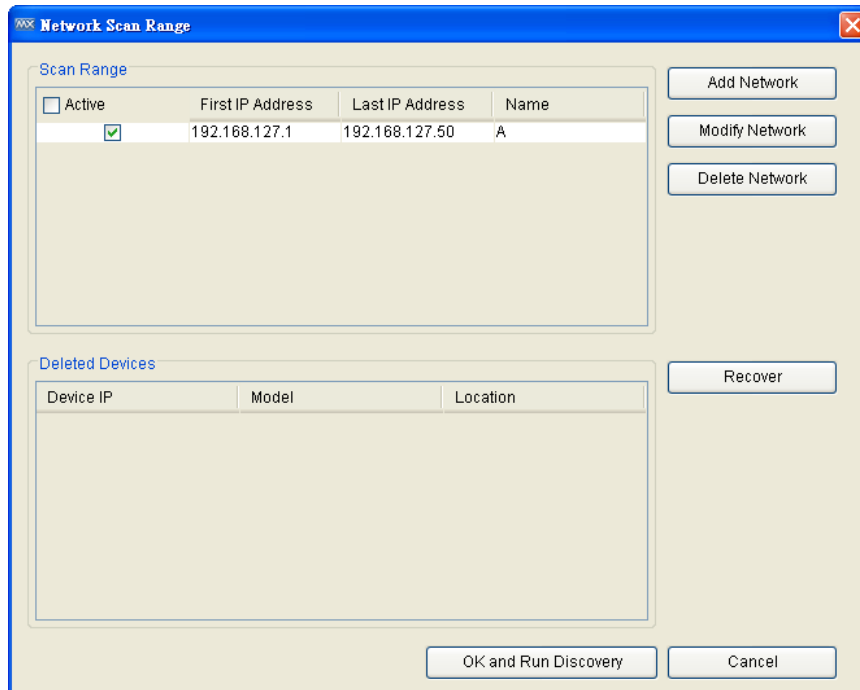 MX Network Scan Range
Scan Range
Active First IP Address Last IP Address Name
192.168.127.1 192.168.127.50 A
Add Network
Modify Network
Delete Network
Deleted Devices
Device IP Model Location
Recover
OK and Run Discovery Cancel